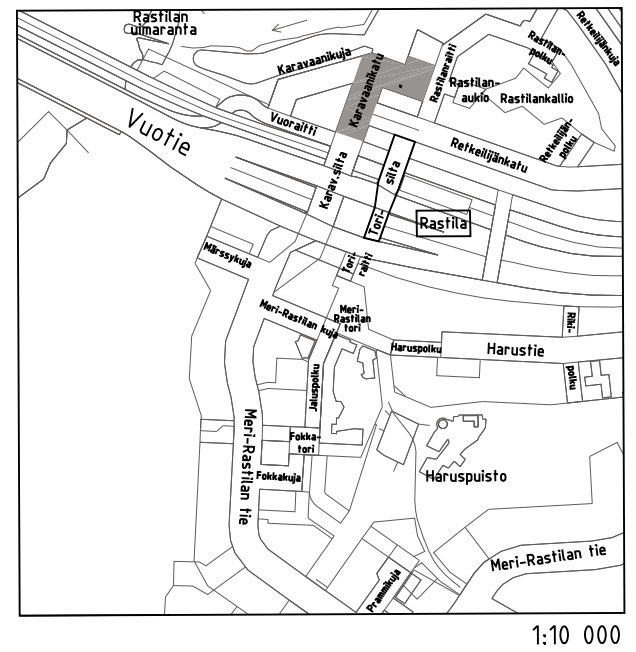 Rastilan
uimaranta
Karavaanikuja
Karavaanikatu
Rastilanraitti
Rastilan-
polku
Retkeilijänkuja
Rastilan-
aukio
Rastilankallio
Vuotie
Vuoraitti
Retkeilijänkatu
Retkeilijän-
polku
Karav.silta
Tori-
silta
Rastila
Märssykuja
Tori-
raitti
Meri-Rastilan kuja
Meri-
Rastilan
tori
Haruspolku
Harustie
Riki-
polku
Jaluspolku
Meri-Rastilan tie
Fokka-
tori
Fokkakuja
Haruspuisto
Prammikuja
Meri-Rastilan tie
1:10 000